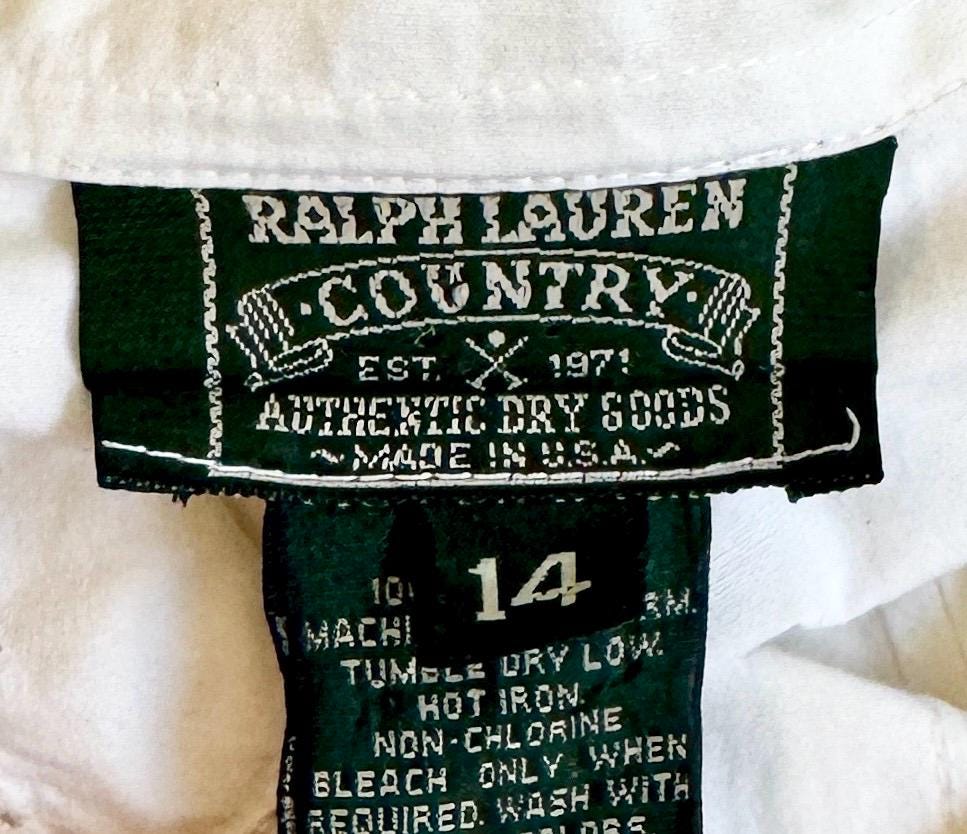 RALPH LAUREN
·COUNTRY·
EST. 1971
AUTHENTIC DRY GOODS
~MADE IN U.S.A.~
14
TUMBLE DRY LOW.
HOT IRON.
NON-CHLORINE
BLEACH ONLY WHEN
REQUIRED. WASH WITH